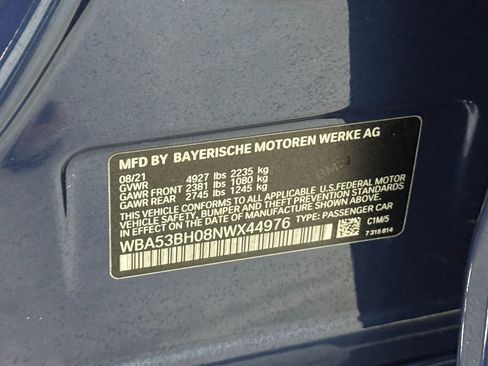 MFD BY BAYERISCHE MOTOREN WERKE AG
08/21
GVWR 4927 lbs 2235 kg
GAWR FRONT 2381 lbs 1080 kg
GAWR REAR 2745 lbs 1245 kg
THIS VEHICLE CONFORMS TO ALL APPLICABLE U.S. FEDERAL MOTOR
VEHICLE SAFETY, BUMPER AND THEFT PREVENTION STANDARDS
IN EFFECT ON THE DATE OF MANUFACTURE SHOWN ABOVE.
WBA53BH08NWX44976 TYPE: PASSENGER CAR
C1M/5
7 315 814